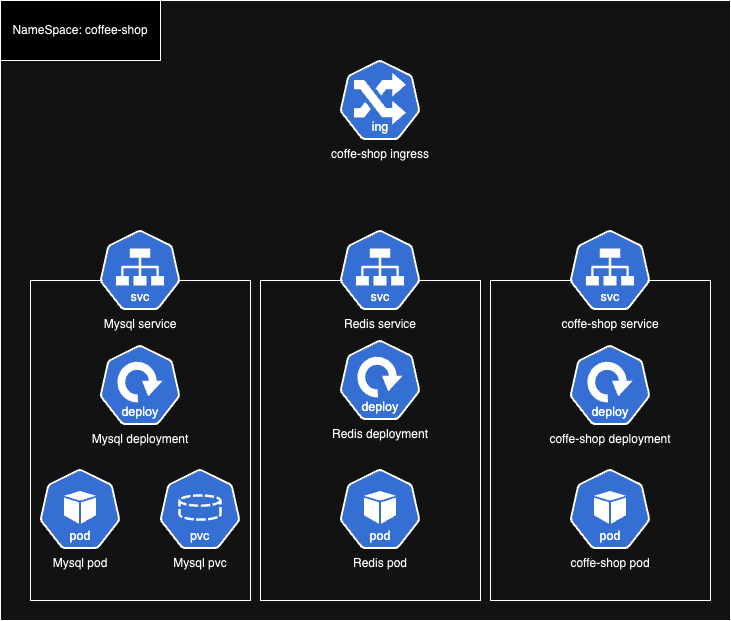 NameSpace: coffee-shop
ing
coffe-shop ingress
svc
Mysql service
deploy
Mysql deployment
pod
Mysql pod
pvc
Mysql pvc
svc
Redis service
deploy
Redis deployment
pod
Redis pod
svc
coffe-shop service
deploy
coffe-shop deployment
pod
coffe-shop pod